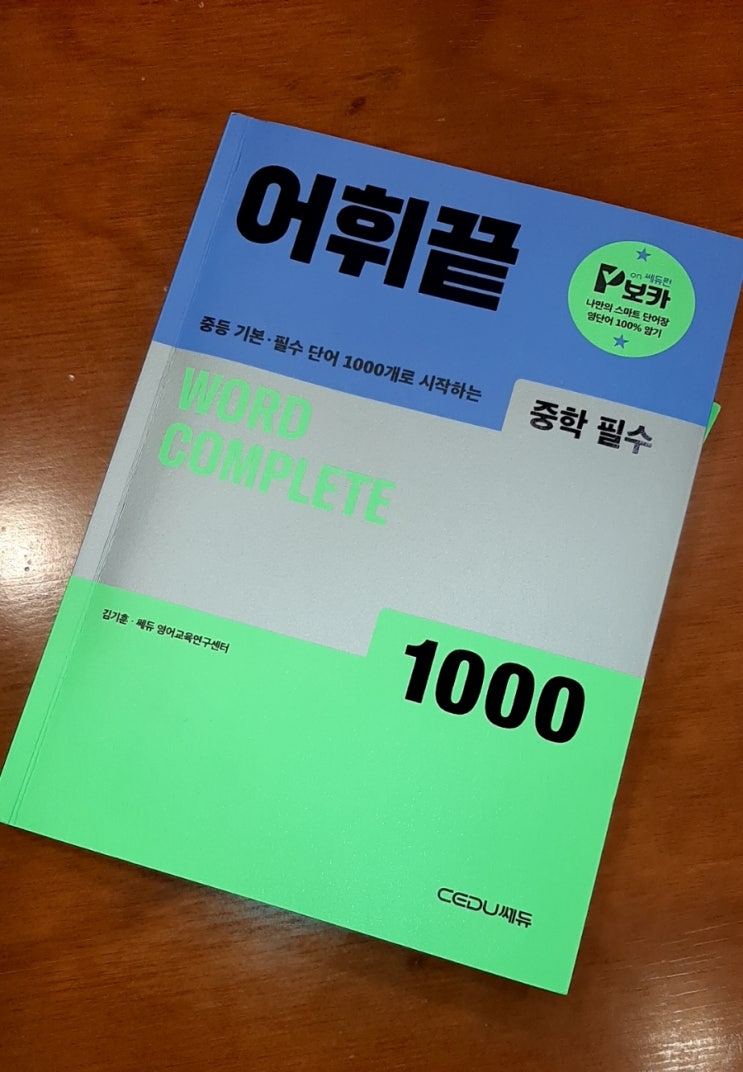 어휘끝
on 쎄듀런
보카
나만의 스마트 단어장
영단어 100% 암기
중등 기본·필수 단어 1000개로 시작하는
중학 필수
WORD
COMPLETE
김기훈·쎄듀 영어교육연구센터
1000
CEDU쎄듀